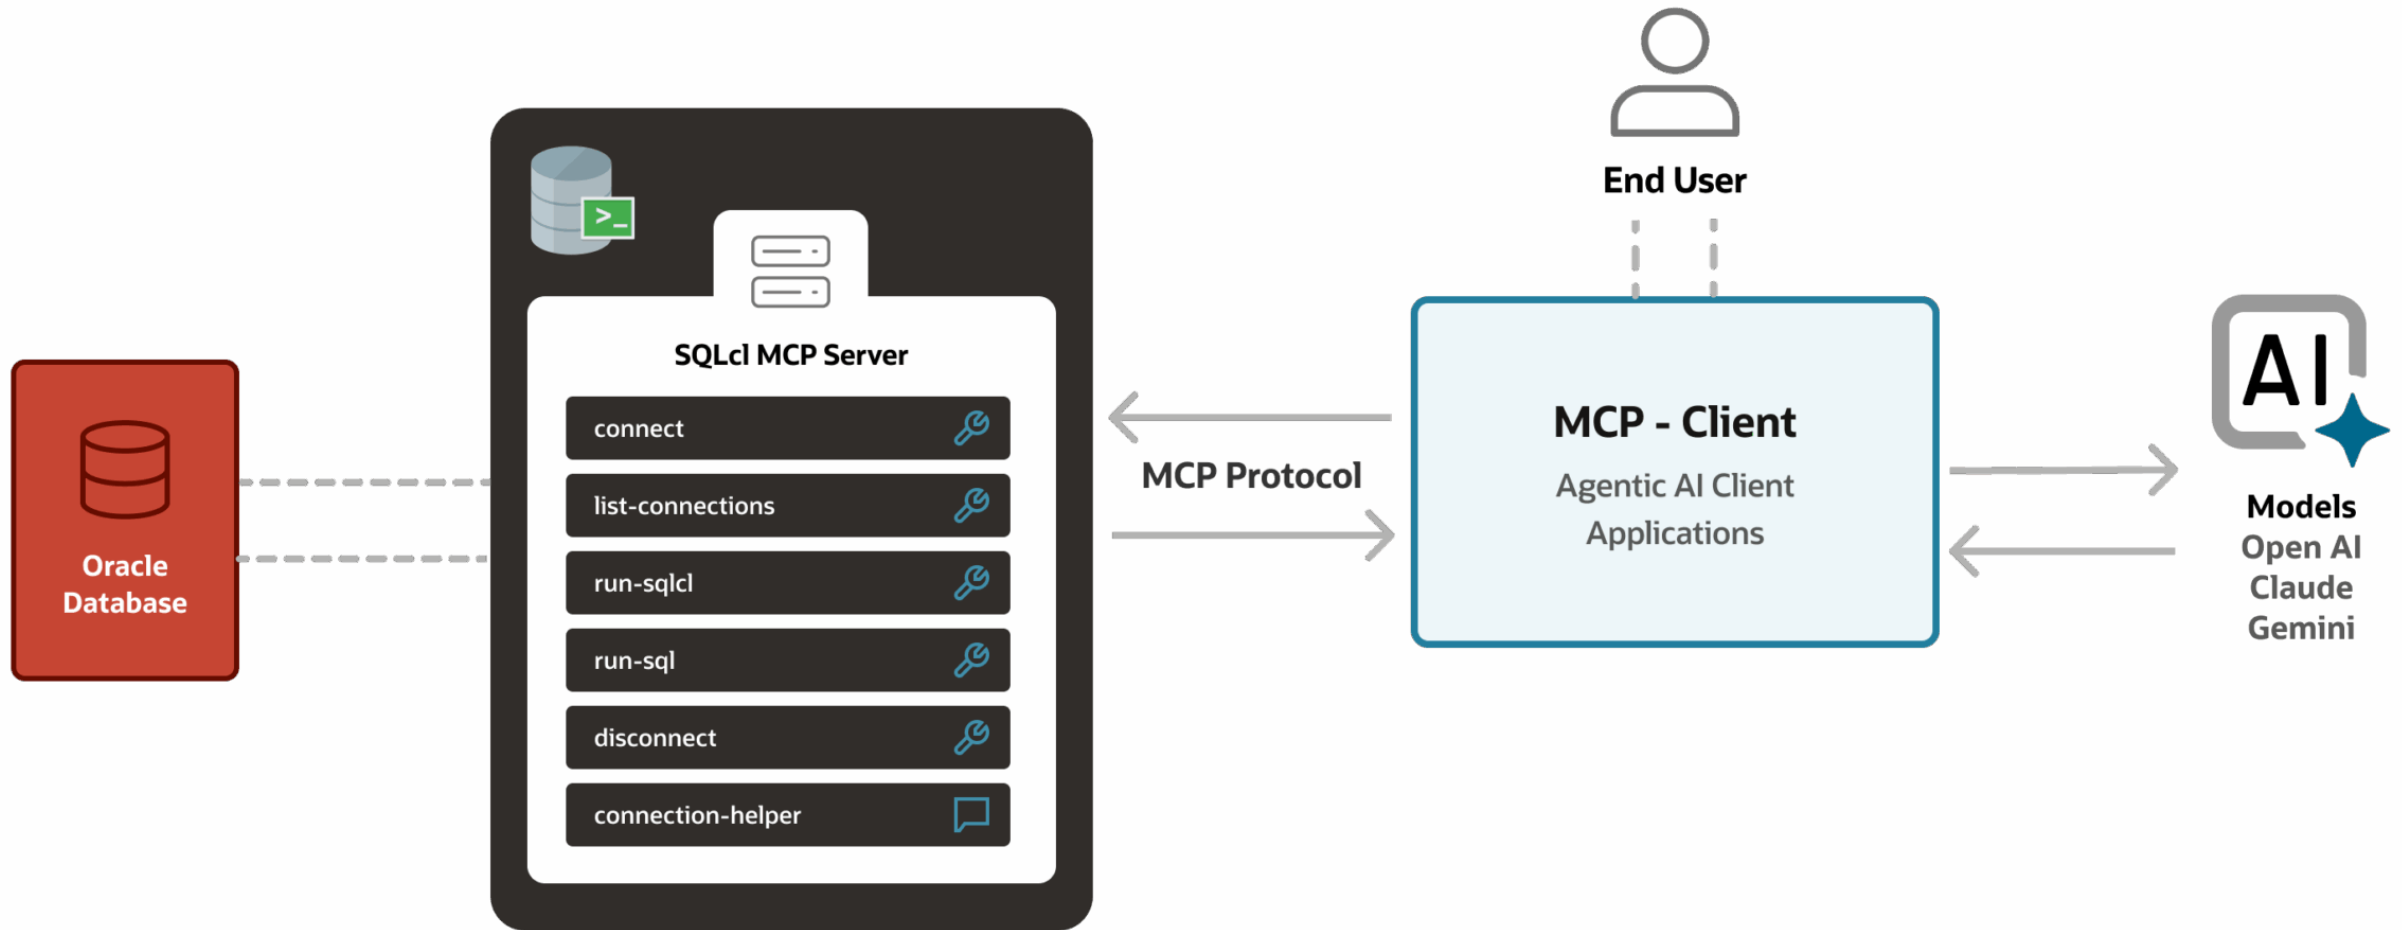 End User
>_
SQLcl MCP Server
connect
list-connections
run-sqlcl
run-sql
disconnect
connection-helper
Oracle
Database
MCP Protocol
MCP - Client
Agentic AI Client
Applications
AI
Models
Open AI
Claude
Gemini